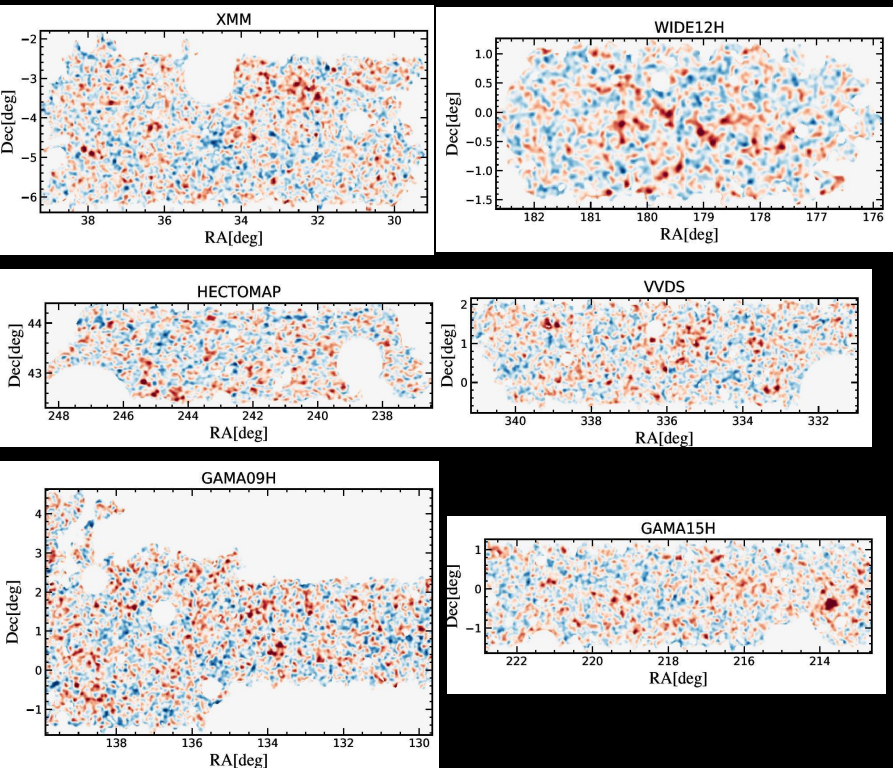 XMM
−2
−3
−4
−5
−6
Dec[deg]
38 36 34 32 30
RA[deg]
WIDE12H
1.0
0.5
0.0
−0.5
−1.0
−1.5
Dec[deg]
182 181 180 179 178 177 176
RA[deg]
HECTOMAP
44
43
Dec[deg]
248 246 244 242 240 238
RA[deg]
VVDS
2
1
0
Dec[deg]
340 338 336 334 332
RA[deg]
GAMA09H
4
3
2
1
0
−1
Dec[deg]
138 136 134 132 130
RA[deg]
GAMA15H
1
0
−1
Dec[deg]
222 220 218 216 214
RA[deg]